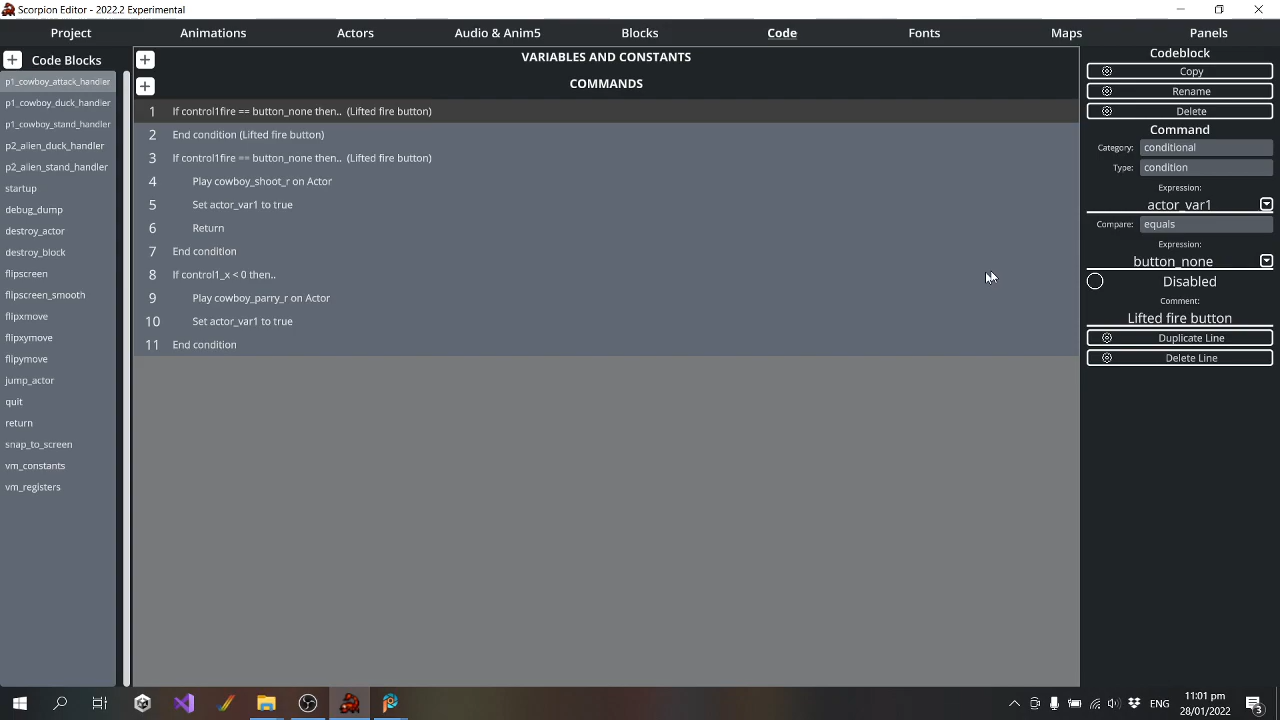 Scorpion Editor - 2022.2 Experimental
Project Animations Actors Audio & Anim5 Blocks Code Fonts Maps Panels
Code Blocks
p1_cowboy_attack_handler
p1_cowboy_duck_handler
p1_cowboy_stand_handler
p2_alien_duck_handler
p2_alien_stand_handler
startup
debug_dump
destroy_actor
destroy_block
flipscreen
flipscreen_smooth
flipxmove
flipxymove
flipymove
jump_actor
quit
return
snap_to_screen
vm_constants
vm_registers
VARIABLES AND CONSTANTS
COMMANDS
1 If control1fire == button_none then.. (Lifted fire button)
2 End condition (Lifted fire button)
3 If control1fire == button_none then.. (Lifted fire button)
4 Play cowboy_shoot_r on Actor
5 Set actor_var1 to true
6 Return
7 End condition
8 If control1_x < 0 then..
9 Play cowboy_parry_r on Actor
10 Set actor_var1 to true
11 End condition
Codeblock
Copy
Rename
Delete
Command
Category: conditional
Type: condition
Expression:
actor_var1
Compare: equals
Expression:
button_none
Disabled
Comment:
Lifted fire button
Duplicate Line
Delete Line
ENG
11:01 pm
28/01/2022
3